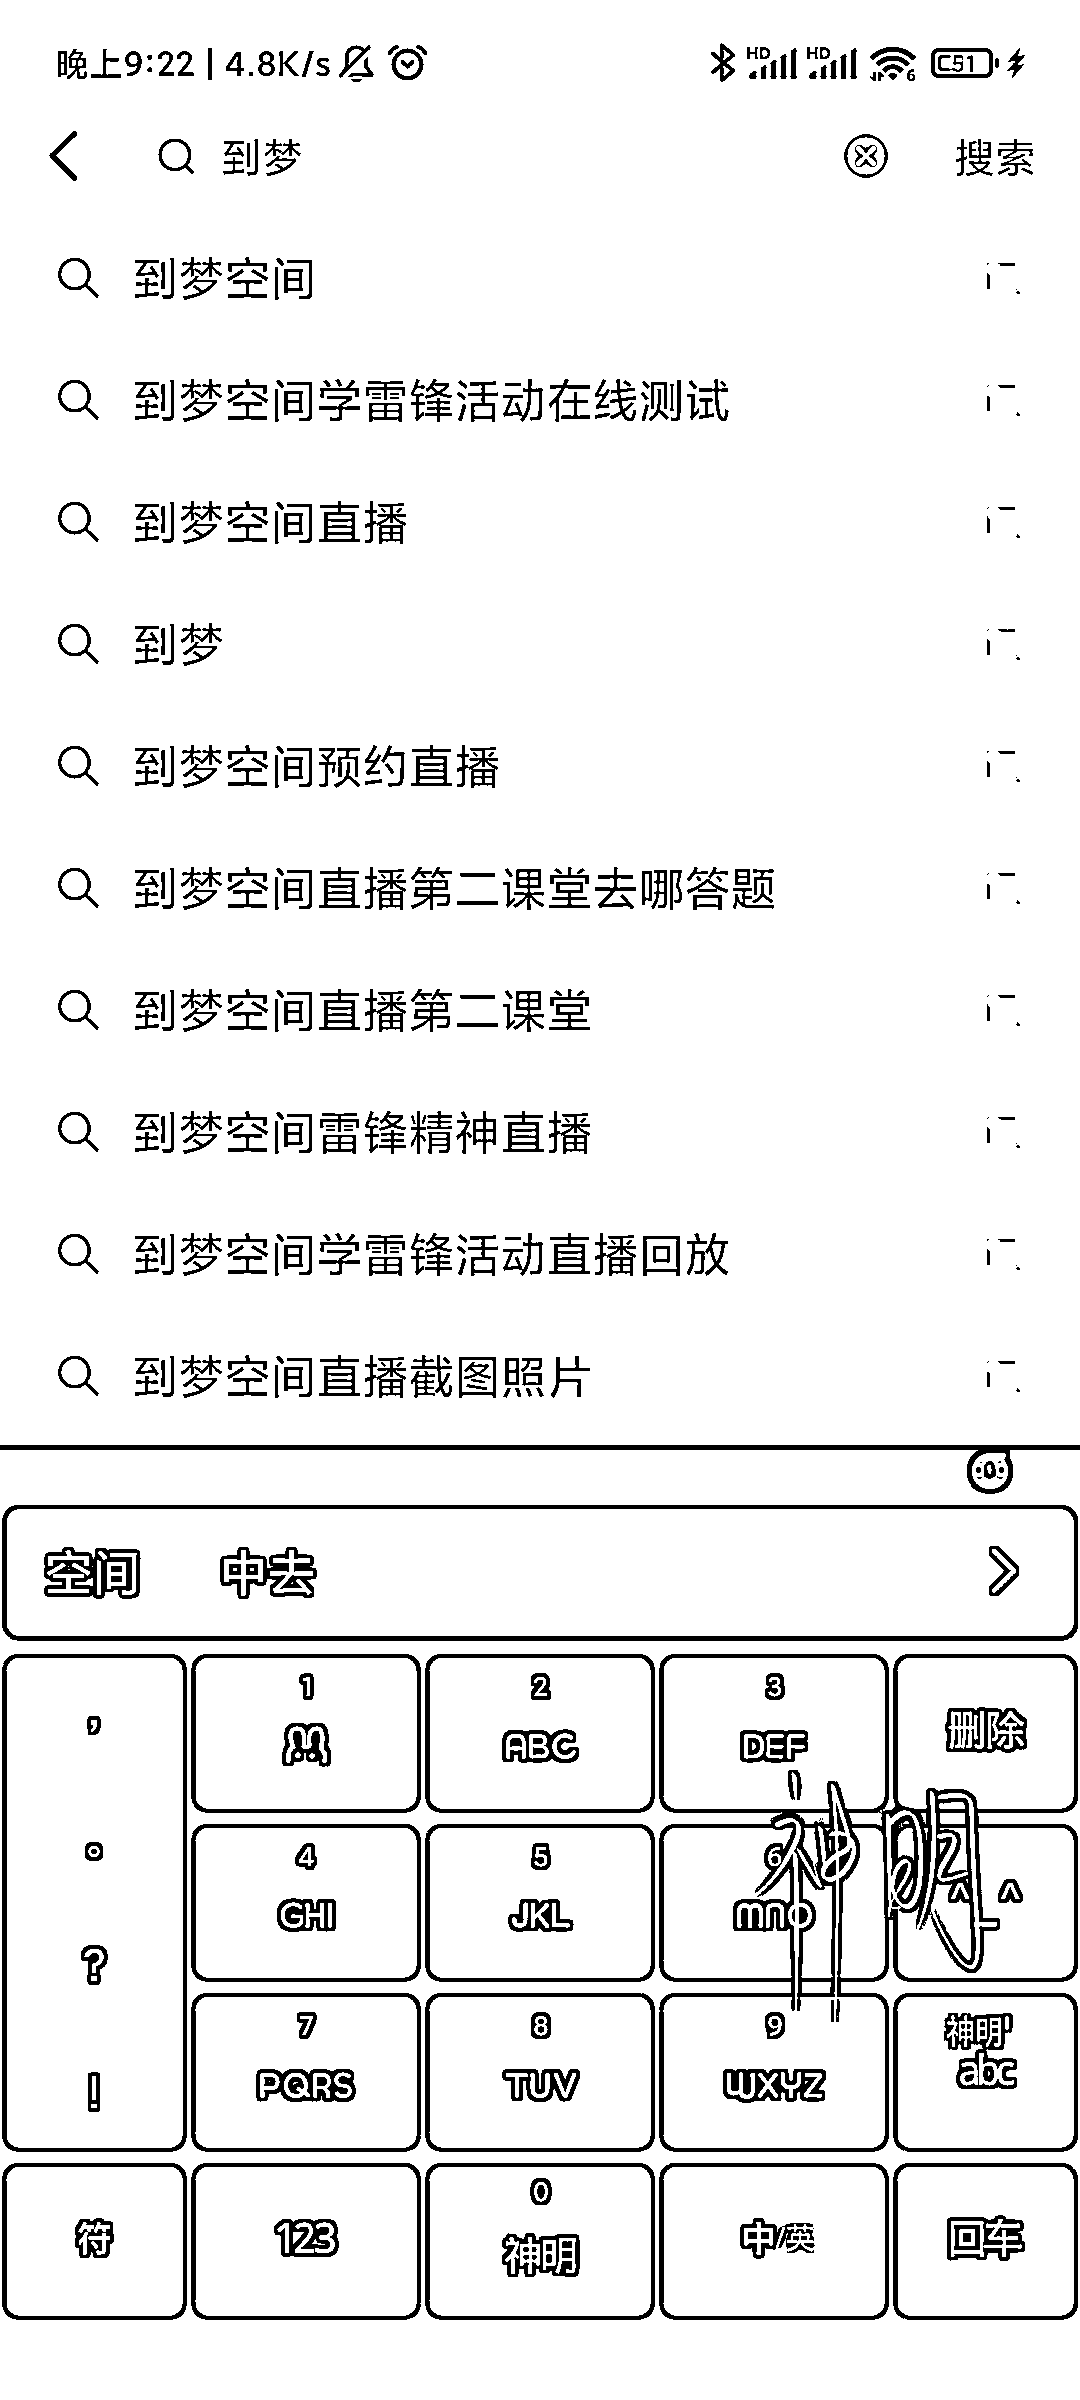 晚上9:22 | 4.8K/s HD HD 6 51
到梦 搜索
到梦空间
到梦空间学雷锋活动在线测试
到梦空间直播
到梦
到梦空间预约直播
到梦空间直播第二课堂去哪答题
到梦空间直播第二课堂
到梦空间雷锋精神直播
到梦空间学雷锋活动直播回放
到梦空间直播截图照片
空间 中去
, 1 2 ABC 3 DEF 删除
神明
。 4 GHI 5 JKL 6 mno ^_^
? 7 PQRS 8 TUV 9 WXYZ 神明 abc
!
符 123 0 神明 中/英 回车